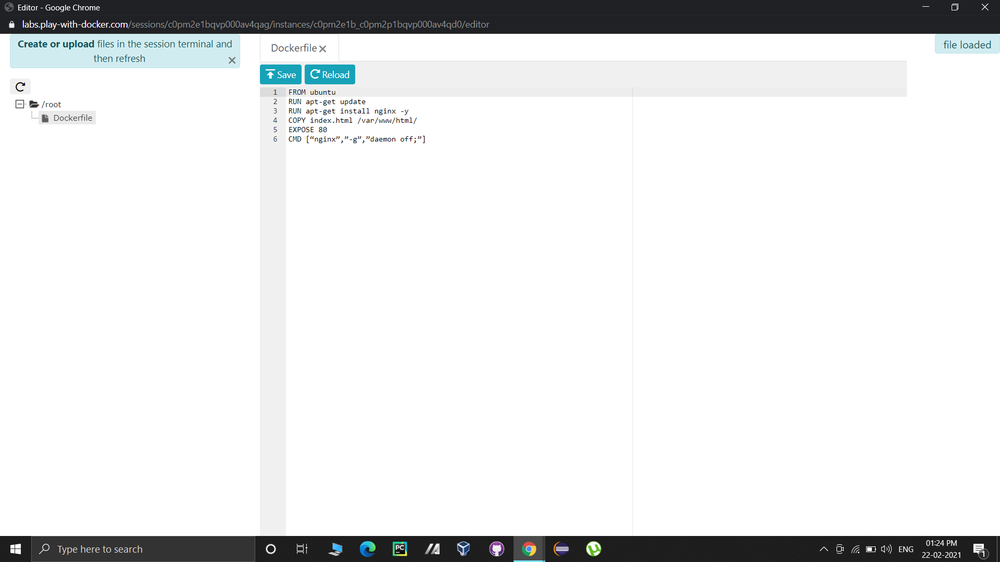 Editor - Google Chrome
labs.play-with-docker.com/sessions/c0pm2e1bqvp000av4qag/instances/c0pm2e1b_c0pm2p1bqvp000av4qd0/editor
Create or upload files in the session terminal and
then refresh
/root
Dockerfile
Dockerfile
file loaded
Save Reload
1 FROM ubuntu
2 RUN apt-get update
3 RUN apt-get install nginx -y
4 COPY index.html /var/www/html/
5 EXPOSE 80
6 CMD [“nginx”,”-g”,”daemon off;”]
Type here to search
PC
ENG
01:24 PM
22-02-2021
1